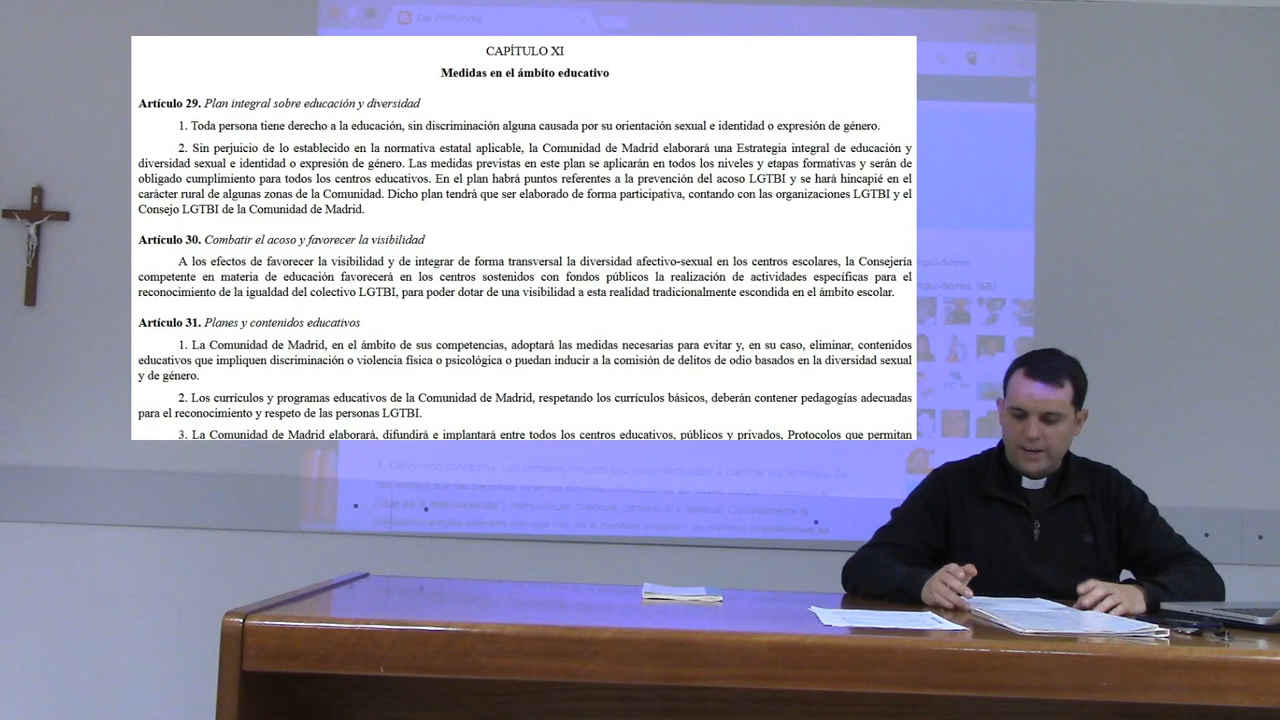 De Profundis
CAPÍTULO XI
Medidas en el ámbito educativo
Artículo 29. Plan integral sobre educación y diversidad
1. Toda persona tiene derecho a la educación, sin discriminación alguna causada por su orientación sexual e identidad o expresión de género.
2. Sin perjuicio de lo establecido en la normativa estatal aplicable, la Comunidad de Madrid elaborará una Estrategia integral de educación y
diversidad sexual e identidad o expresión de género. Las medidas previstas en este plan se aplicarán en todos los niveles y etapas formativas y serán de
obligado cumplimiento para todos los centros educativos. En el plan habrá puntos referentes a la prevención del acoso LGTBI y se hará hincapié en el
carácter rural de algunas zonas de la Comunidad. Dicho plan tendrá que ser elaborado de forma participativa, contando con las organizaciones LGTBI y el
Consejo LGTBI de la Comunidad de Madrid.
Artículo 30. Combatir el acoso y favorecer la visibilidad
A los efectos de favorecer la visibilidad y de integrar de forma transversal la diversidad afectivo-sexual en los centros escolares, la Consejería
competente en materia de educación favorecerá en los centros sostenidos con fondos públicos la realización de actividades específicas para el
reconocimiento de la igualdad del colectivo LGTBI, para poder dotar de una visibilidad a esta realidad tradicionalmente escondida en el ámbito escolar.
Artículo 31. Planes y contenidos educativos
1. La Comunidad de Madrid, en el ámbito de sus competencias, adoptará las medidas necesarias para evitar y, en su caso, eliminar, contenidos
educativos que impliquen discriminación o violencia física o psicológica o puedan inducir a la comisión de delitos de odio basados en la diversidad sexual
y de género.
2. Los currículos y programas educativos de la Comunidad de Madrid, respetando los currículos básicos, deberán contener pedagogías adecuadas
para el reconocimiento y respeto de las personas LGTBI.
3. La Comunidad de Madrid elaborará, difundirá e implantará entre todos los centros educativos, públicos y privados, Protocolos que permitan
(68)
1. Definiendo conceptos. Los primeros minutos estuvieron dedicados a clarificar los términos. Se